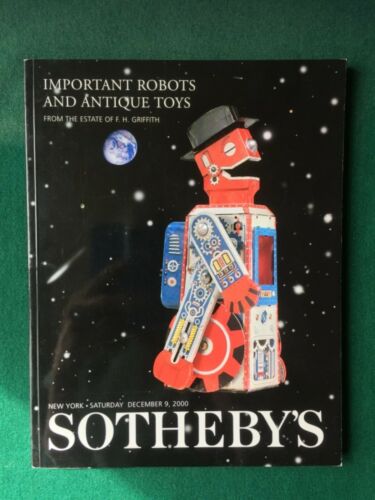 IMPORTANT ROBOTS
AND ANTIQUE TOYS
FROM THE ESTATE OF F. H. GRIFFITH
NEW YORK • SATURDAY DECEMBER 9, 2000
SOTHEBY'S